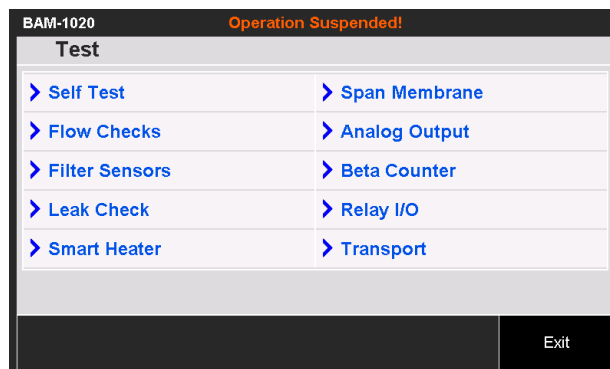 BAM-1020 Operation Suspended!
Test
Self Test
Flow Checks
Filter Sensors
Leak Check
Smart Heater
Span Membrane
Analog Output
Beta Counter
Relay I/O
Transport
Exit